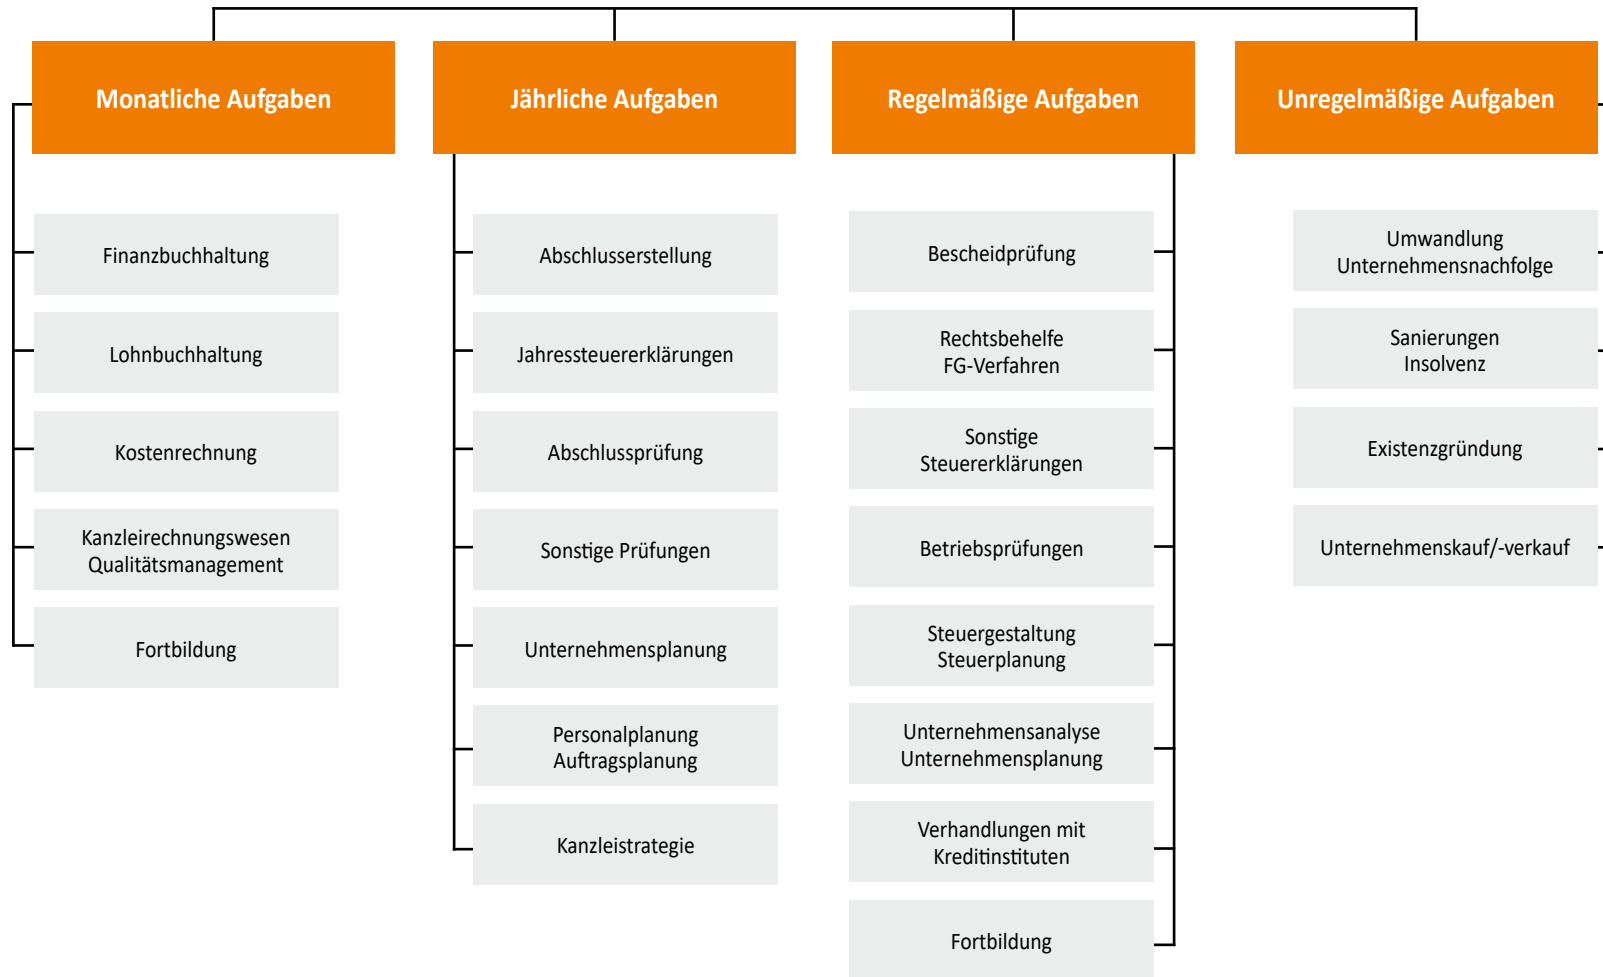 Monatliche Aufgaben
Finanzbuchhaltung
Lohnbuchhaltung
Kostenrechnung
Kanzleirechnungswesen
Qualitätsmanagement
Fortbildung
Jährliche Aufgaben
Abschlusserstellung
Jahressteuererklärungen
Abschlussprüfung
Sonstige Prüfungen
Unternehmensplanung
Personalplanung
Auftragsplanung
Kanzleistrategie
Regelmäßige Aufgaben
Bescheidprüfung
Rechtsbehelfe
FG-Verfahren
Sonstige
Steuererklärungen
Betriebsprüfungen
Steuergestaltung
Steuerplanung
Unternehmensanalyse
Unternehmensplanung
Verhandlungen mit
Kreditinstituten
Fortbildung
Unregelmäßige Aufgaben
Umwandlung
Unternehmensnachfolge
Sanierungen
Insolvenz
Existenzgründung
Unternehmenskauf/-verkauf